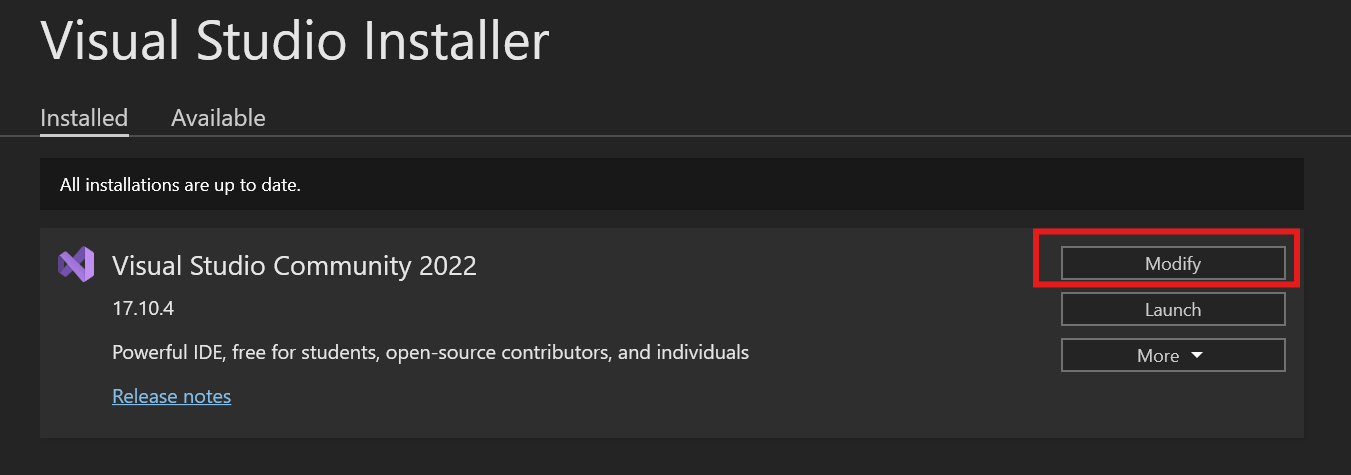 Visual Studio Installer
Installed
Available
All installations are up to date.
Visual Studio Community 2022
Modify
17.10.4
Launch
Powerful IDE, free for students, open-source contributors, and individuals
More
Release notes